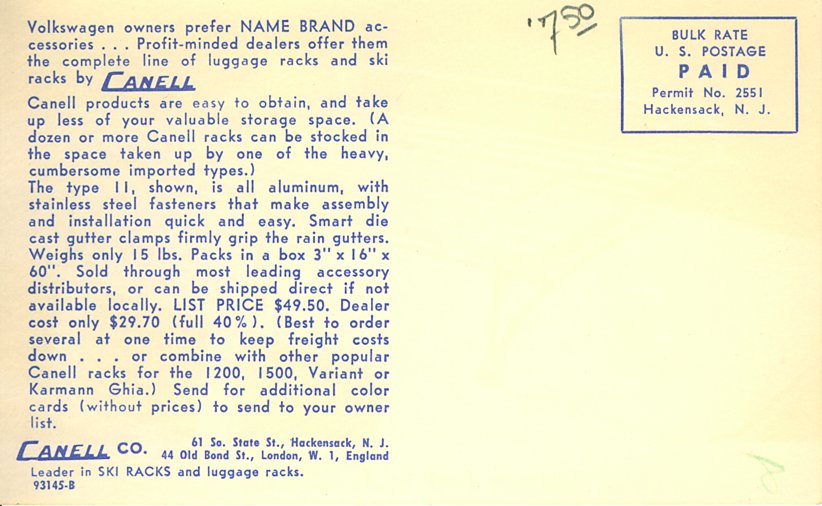 Volkswagen owners prefer NAME BRAND ac-
cessories . . . Profit-minded dealers offer them
the complete line of luggage racks and ski
racks by CANELL
Canell products are easy to obtain, and take
up less of your valuable storage space. (A
dozen or more Canell racks can be stocked in
the space taken up by one of the heavy,
cumbersome imported types.)
The type II, shown, is all aluminum, with
stainless steel fasteners that make assembly
and installation quick and easy. Smart die
cast gutter clamps firmly grip the rain gutters.
Weighs only 15 lbs. Packs in a box 3" x 16" x
60". Sold through most leading accessory
distributors, or can be shipped direct if not
available locally. LIST PRICE $49.50. Dealer
cost only $29.70 (full 40%). (Best to order
several at one time to keep freight costs
down . . . or combine with other popular
Canell racks for the 1200, 1500, Variant or
Karmann Ghia.) Send for additional color
cards (without prices) to send to your owner
list.
CANELL CO. 61 So. State St., Hackensack, N. J.
44 Old Bond St., London, W. 1, England
Leader in SKI RACKS and luggage racks.
93145-B
'7.50
BULK RATE
U. S. POSTAGE
PAID
Permit No. 2551
Hackensack, N. J.